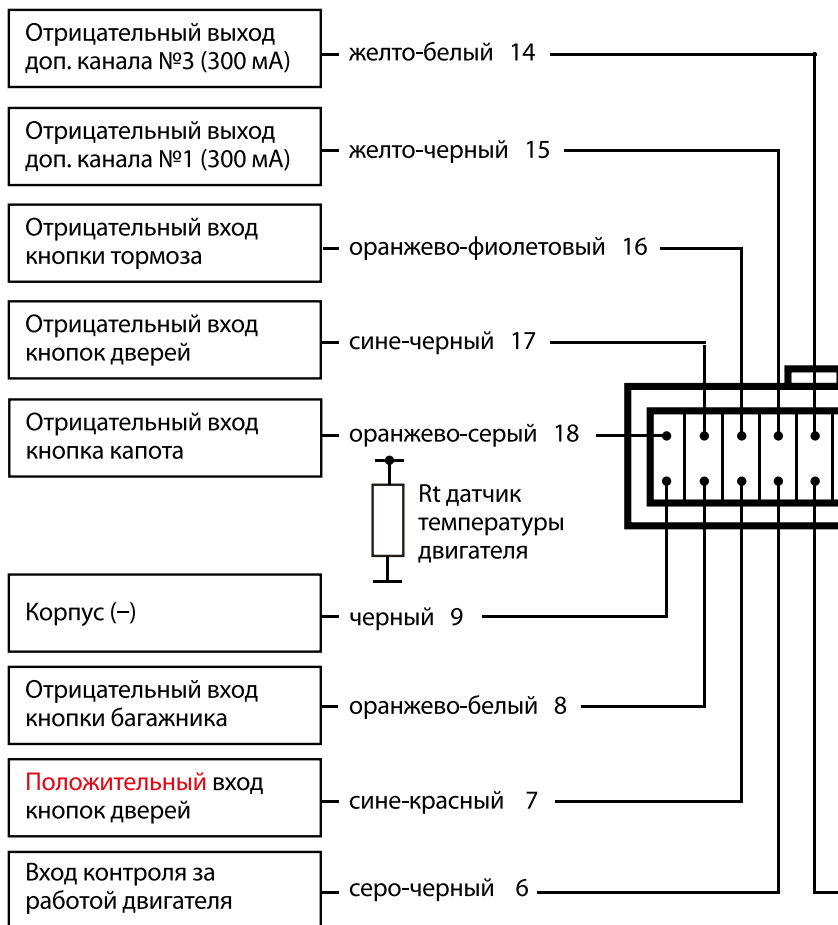 Отрицательный выход
доп. канала №3 (300 мА)
желто-белый 14
Отрицательный выход
доп. канала №1 (300 мА)
желто-черный 15
Отрицательный вход
кнопки тормоза
оранжево-фиолетовый 16
Отрицательный вход
кнопок дверей
сине-черный 17
Отрицательный вход
кнопка капота
оранжево-серый 18
Rt датчик
температуры
двигателя
Корпус (–)
черный 9
Отрицательный вход
кнопки багажника
оранжево-белый 8
Положительный вход
кнопок дверей
сине-красный 7
Вход контроля за
работой двигателя
серо-черный 6